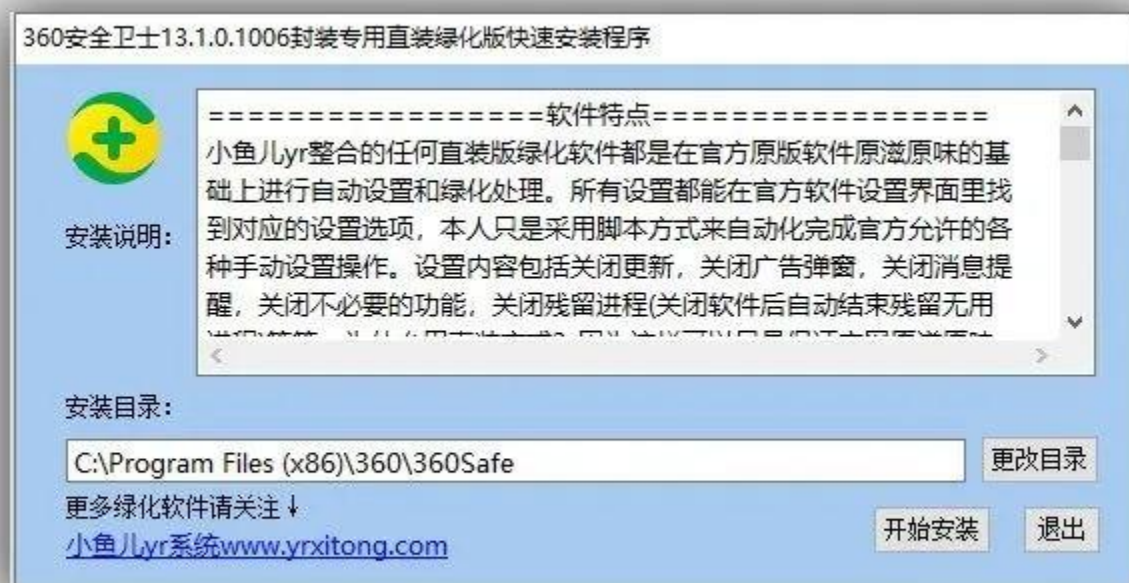 360安全卫士13.1.0.1006封装专用直装绿化版快速安装程序
=================软件特点=================
小鱼儿yr整合的任何直装版绿化软件都是在官方原版软件原滋原味的基
础上进行自动设置和绿化处理。所有设置都能在官方软件设置界面里找
到对应的设置选项，本人只是采用脚本方式来自动化完成官方允许的各
种手动设置操作。设置内容包括关闭更新，关闭广告弹窗，关闭消息提
醒，关闭不必要的功能，关闭残留进程(关闭软件后自动结束残留无用
安装说明：
安装目录：
C:\Program Files (x86)\360\360Safe
更改目录
更多绿化软件请关注↓
小鱼儿yr系统www.yrxitong.com
开始安装
退出